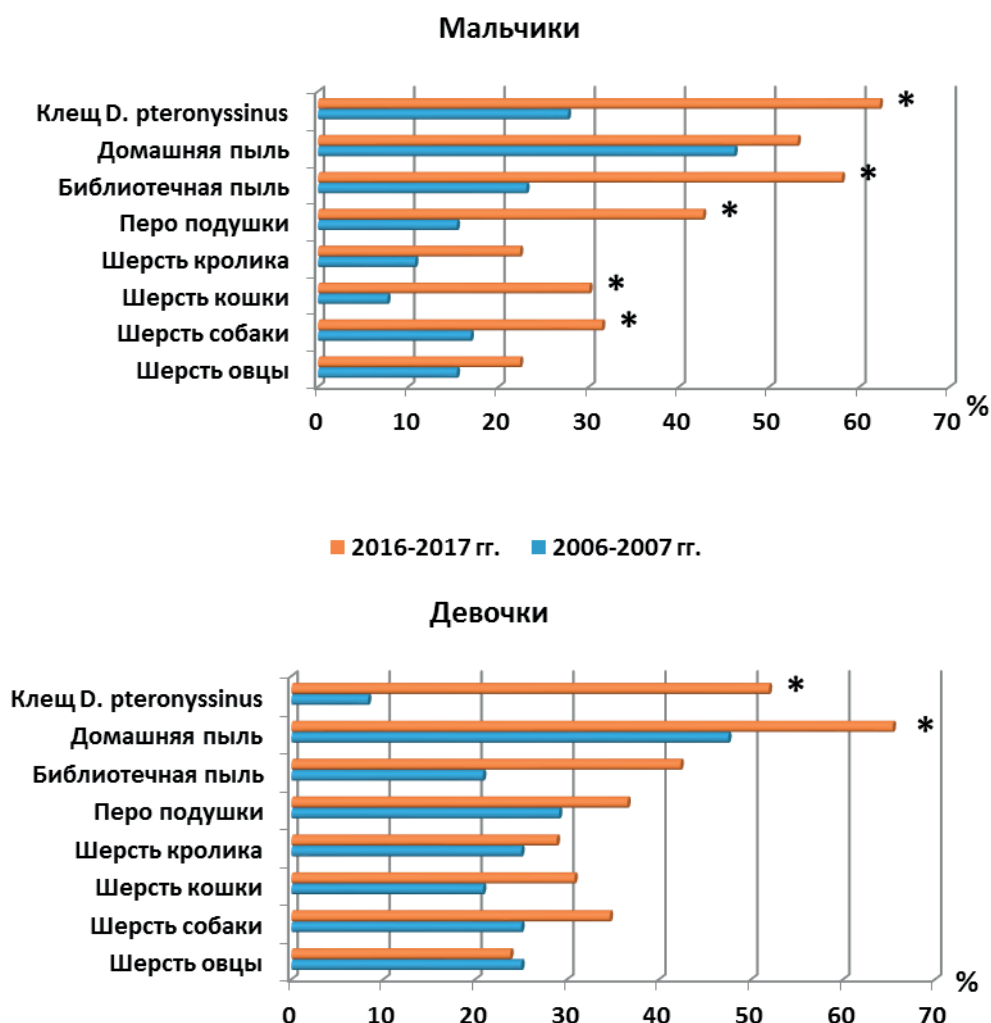 Мальчики
Клещ D. pteronyssinus *
Домашняя пыль
Библиотечная пыль *
Перо подушки *
Шерсть кролика
Шерсть кошки *
Шерсть собаки *
Шерсть овцы
0 10 20 30 40 50 60 70 %
2016-2017 гг. 2006-2007 гг.
Девочки
Клещ D. pteronyssinus *
Домашняя пыль *
Библиотечная пыль
Перо подушки
Шерсть кролика
Шерсть кошки
Шерсть собаки
Шерсть овцы
%
0 10 20 30 40 50 60 70